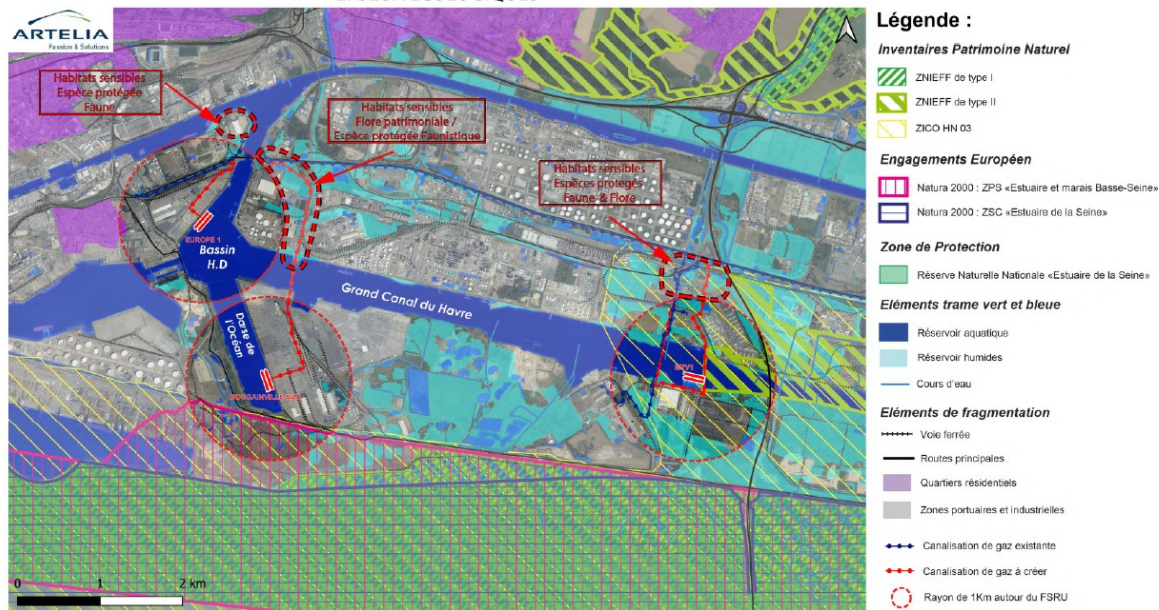 ARTELIA
Passion & Solutions
Habitats sensibles
Espèce protégée
Faune
Habitats sensibles
Flore patrimoniale /
Espèce protégée Faunistique
Habitats sensibles
Espèces protegés
Faune & Flore
EUROPE 1
Bassin
H.D
Grand Canal du Havre
Darse de
l'Océan
0 1 2 km
Légende :
Inventaires Patrimoine Naturel
ZNIEFF de type I
ZNIEFF de type II
ZICO HN 03
Engagements Européen
Natura 2000 : ZPS «Estuaire et marais Basse-Seine»
Natura 2000 : ZSC «Estuaire de la Seine»
Zone de Protection
Réserve Naturelle Nationale «Estuaire de la Seine»
Eléments trame vert et bleue
Réservoir aquatique
Réservoir humides
Cours d'eau
Eléments de fragmentation
Voie ferrée
Routes principales
Quartiers résidentiels
Zones portuaires et industrielles
Canalisation de gaz existante
Canalisation de gaz à créer
Rayon de 1Km autour du FSRU